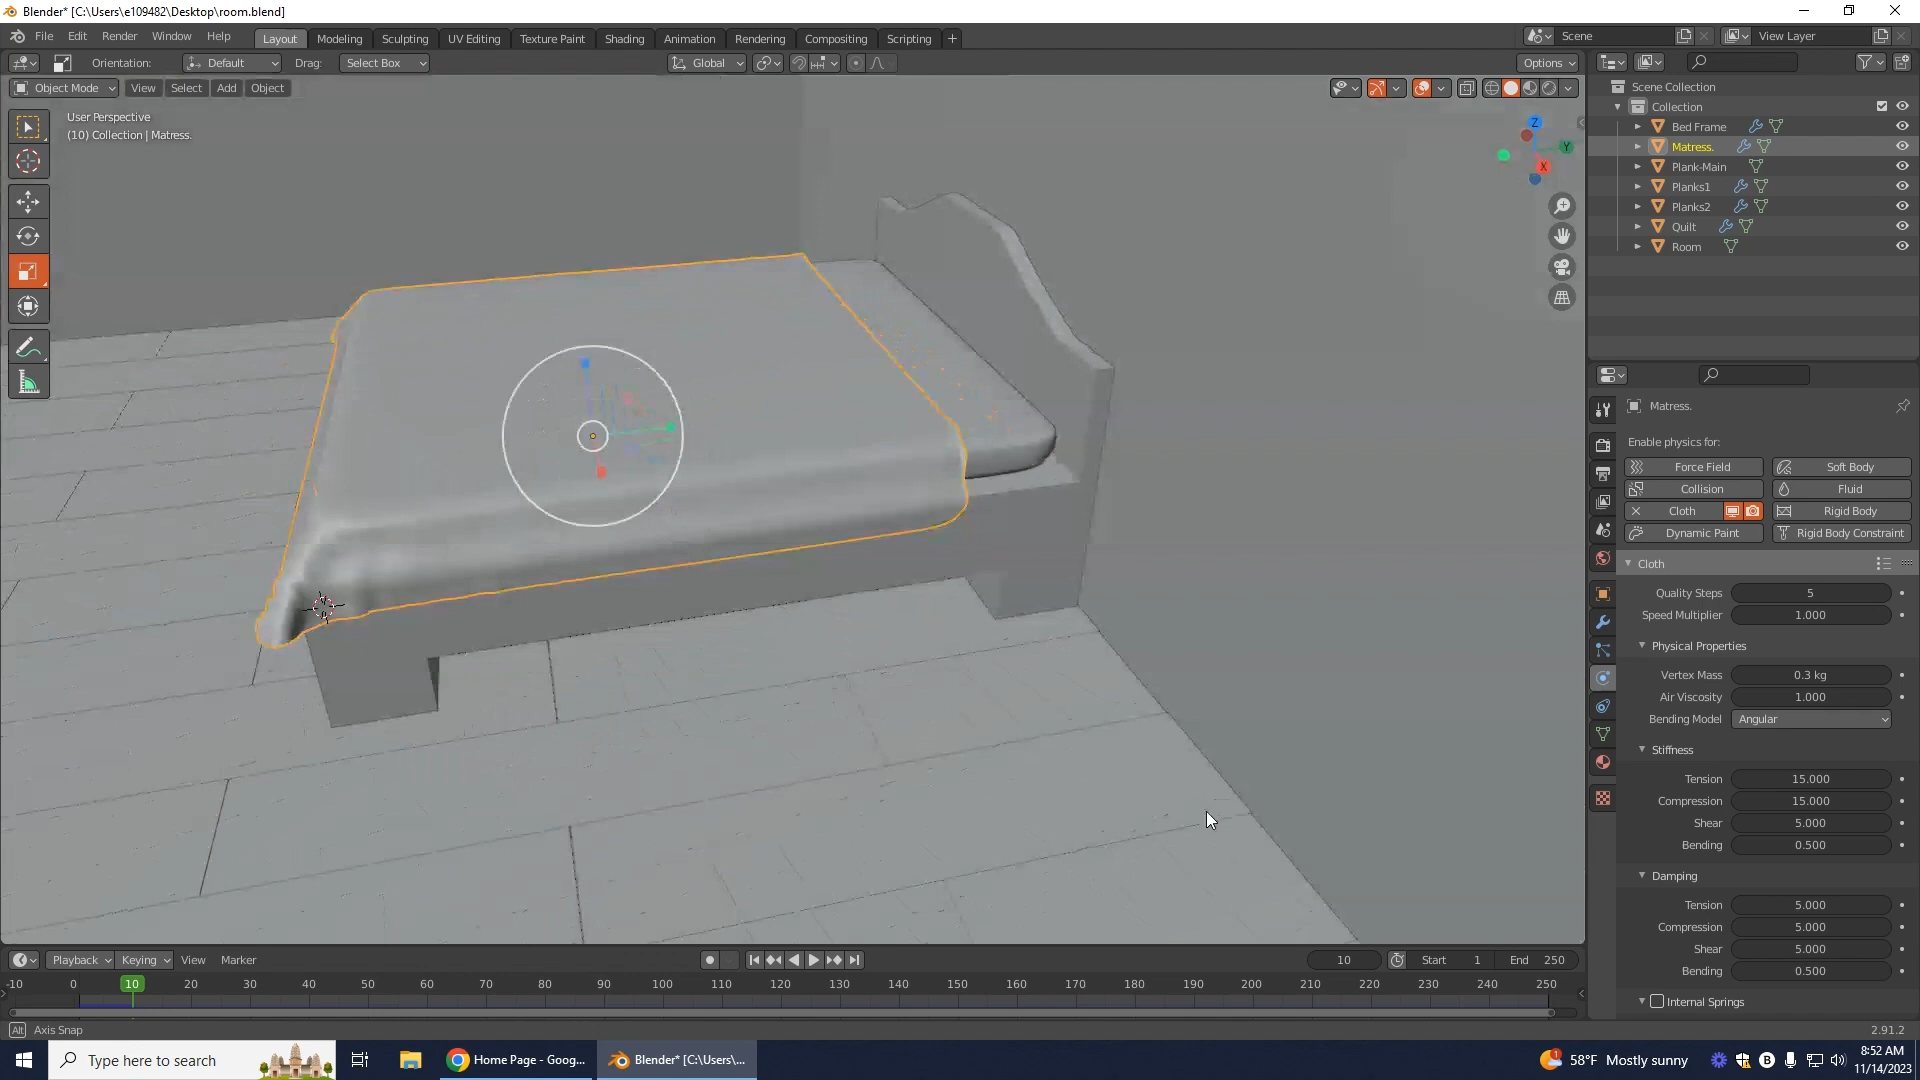 Blender* [C:\Users\e109482\Desktop\room.blend]
File Edit Render Window Help Layout Modeling Sculpting UV Editing Texture Paint Shading Animation Rendering Compositing Scripting + Scene View Layer
Orientation: Default Drag: Select Box Global Options
Object Mode View Select Add Object
User Perspective
(10) Collection | Matress.
Z
Y
X
Scene Collection
Collection
Bed Frame
Matress.
Plank-Main
Planks1
Planks2
Quilt
Room
Matress.
Enable physics for:
Force Field Soft Body
Collision Fluid
Cloth Rigid Body
Dynamic Paint Rigid Body Constraint
Cloth
Quality Steps 5
Speed Multiplier 1.000
Physical Properties
Vertex Mass 0.3 kg
Air Viscosity 1.000
Bending Model Angular
Stiffness
Tension 15.000
Compression 15.000
Shear 5.000
Bending 0.500
Damping
Tension 5.000
Compression 5.000
Shear 5.000
Bending 0.500
Internal Springs
Playback Keying View Marker 10 Start 1 End 250
-10 0 10 20 30 40 50 60 70 80 90 100 110 120 130 140 150 160 170 180 190 200 210 220 230 240 250
Alt Axis Snap 2.91.2
Type here to search Home Page - Goog... Blender* [C:\Users\... 1 58°F Mostly sunny 8:52 AM
11/14/2023